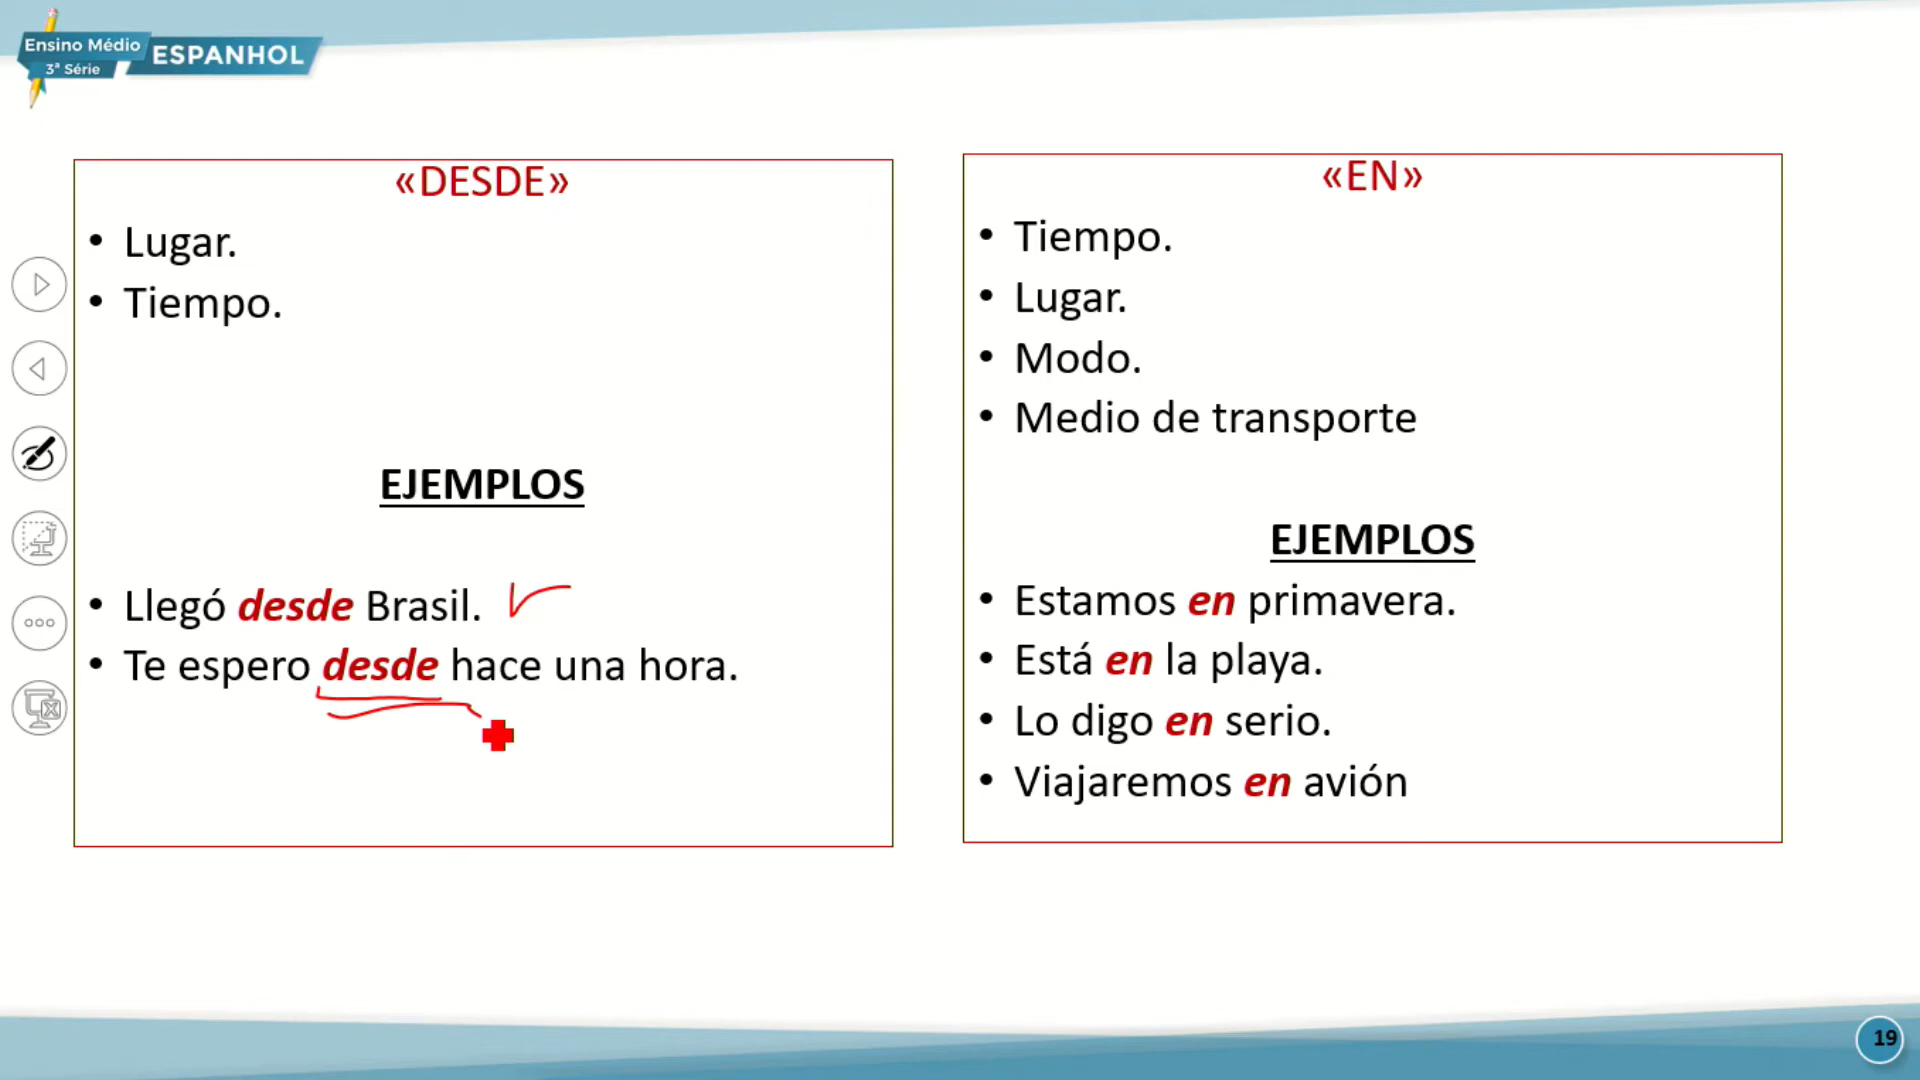 Ensino Médio
3ª Série
ESPANHOL
«DESDE»
• Lugar.
• Tiempo.
EJEMPLOS
• Llegó desde Brasil.
• Te espero desde hace una hora.
«EN»
• Tiempo.
• Lugar.
• Modo.
• Medio de transporte
EJEMPLOS
• Estamos en primavera.
• Está en la playa.
• Lo digo en serio.
• Viajaremos en avión
19